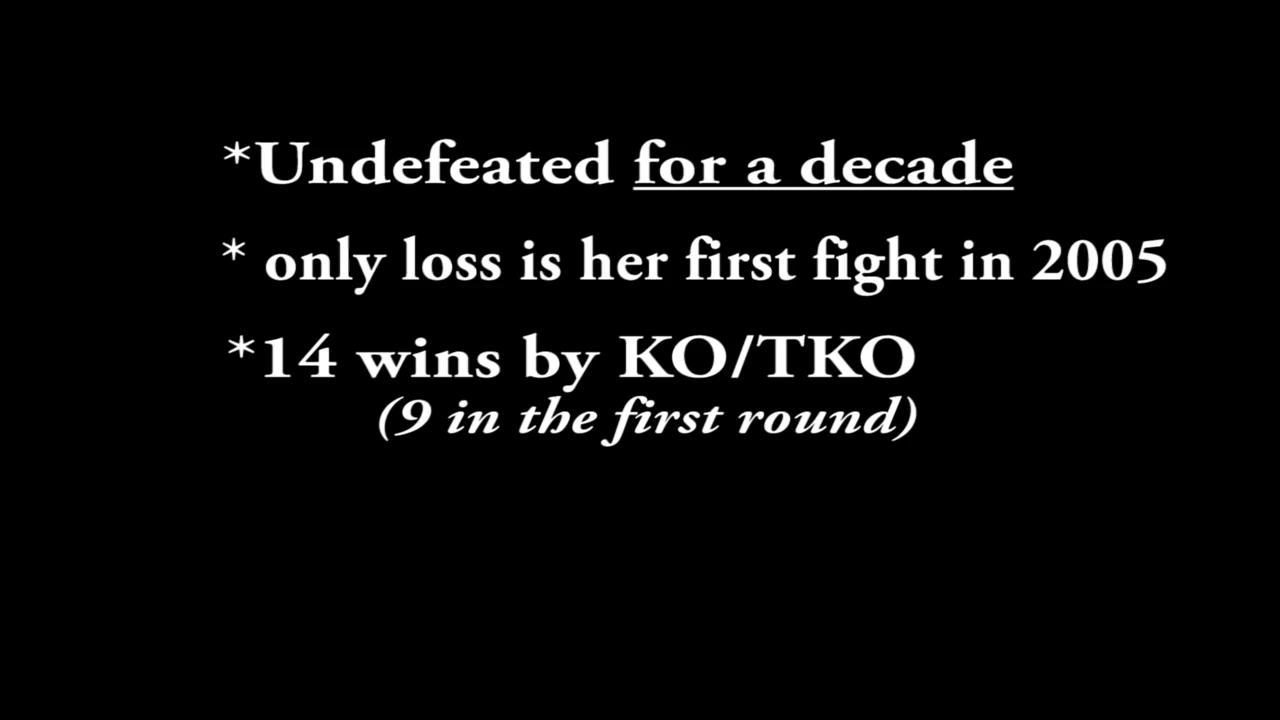 *Undefeated for a decade
* only loss is her first fight in 2005
*14 wins by KO/TKO
(9 in the first round)